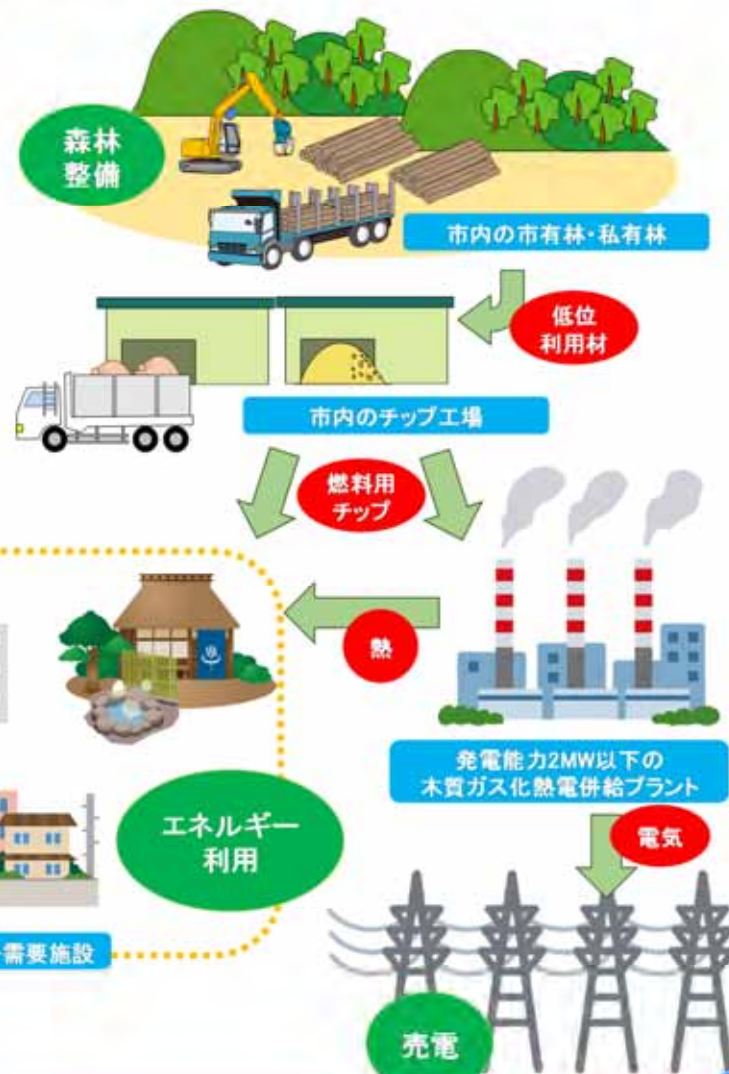 森林
整備
市内の市有林・私有林
低位
利用材
市内のチップ工場
燃料用
チップ
熱
発電能力2MW以下の
木質ガス化熱電併給プラント
エネルギー
利用
電気
需要施設
売電